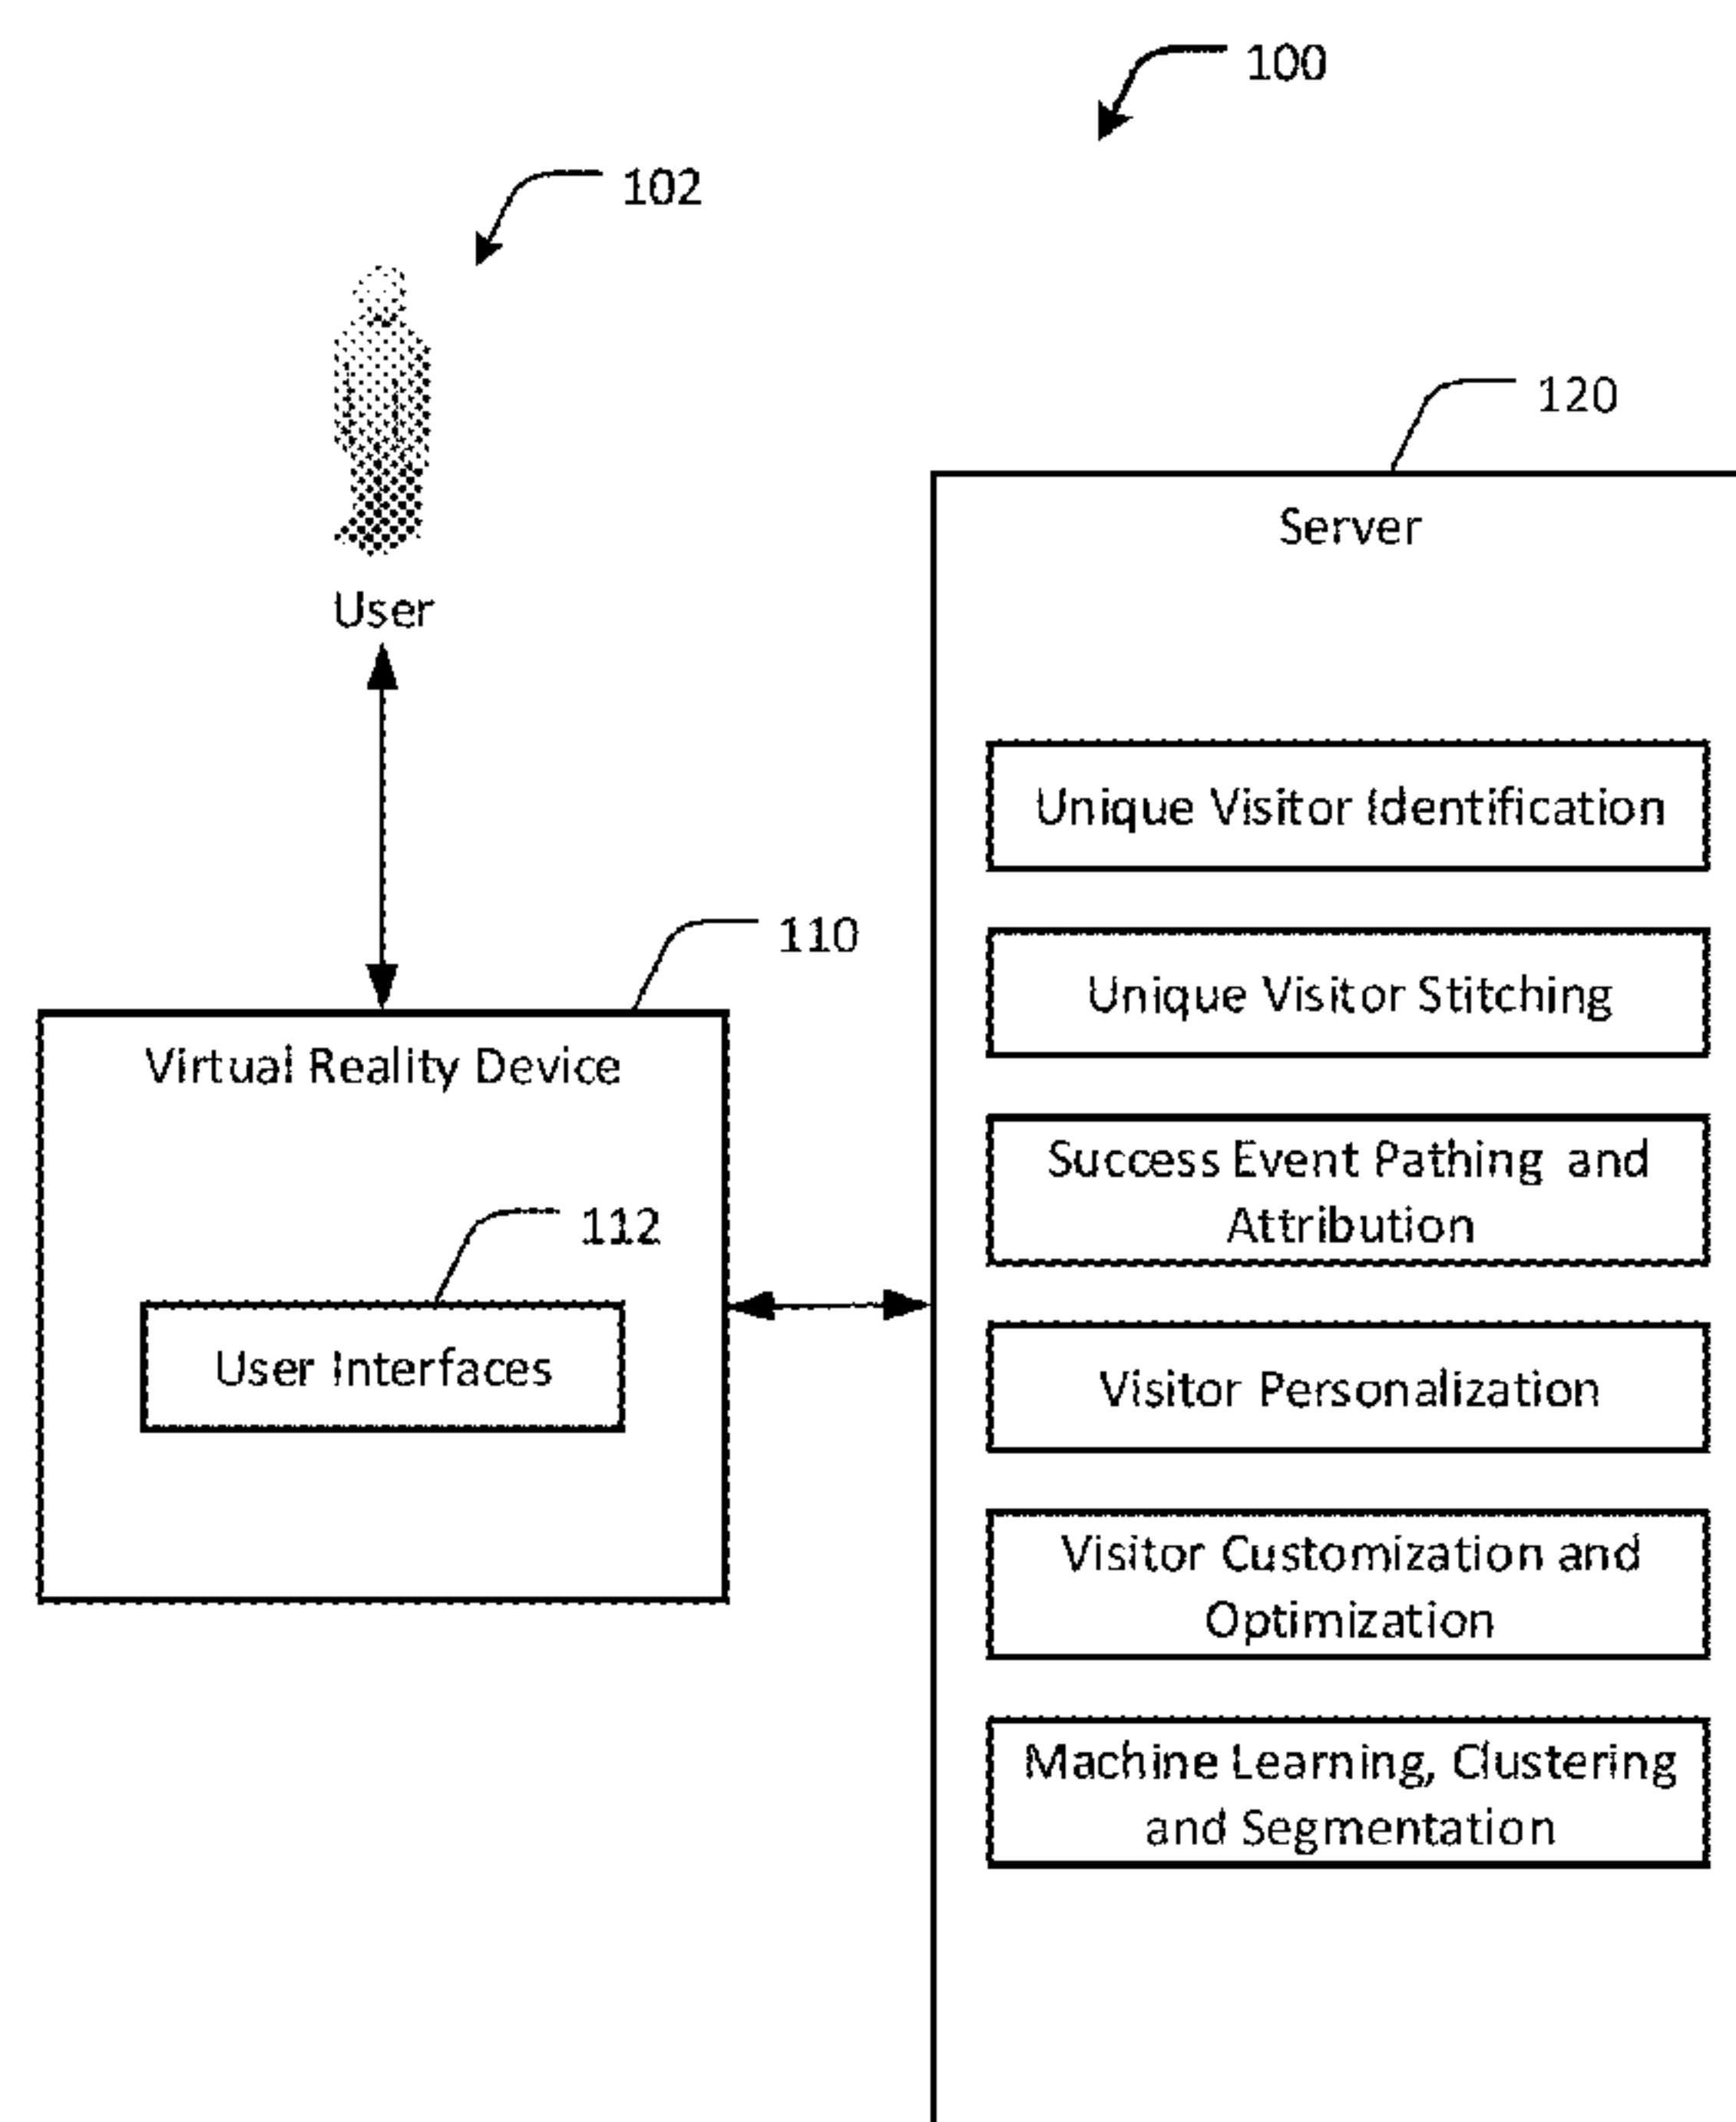 100
102
120
Server
User
Unique Visitor Identification
110
Unique Visitor Stitching
Virtual Reality Device
Success Event Pathing and
Attribution
112
User Interfaces
Visitor Personalization
Visitor Customization and
Optimization
Machine Learning, Clustering
and Segmentation